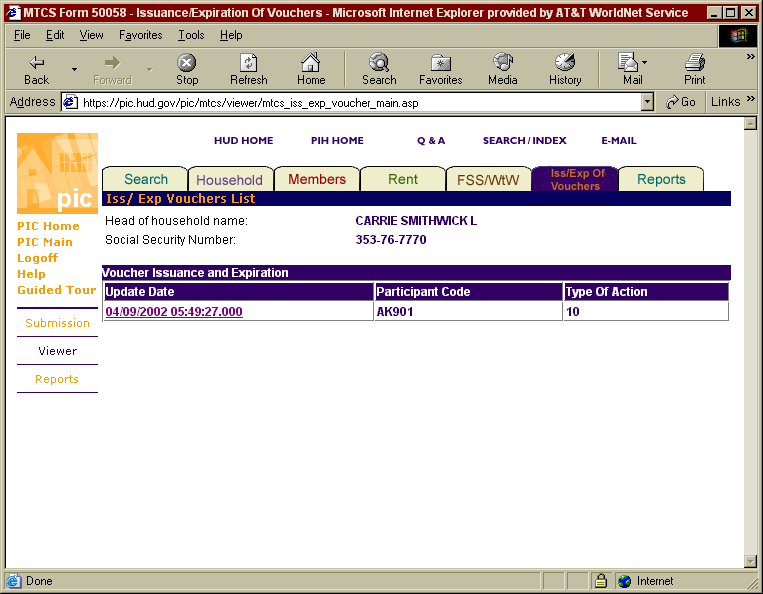 MTCS Form 50058 - Issuance/Expiration Of Vouchers - Microsoft Internet Explorer provided by AT&T WorldNet Service
File Edit View Favorites Tools Help
Back Forward Stop Refresh Home Search Favorites Media History Mail Print »
Address https://pic.hud.gov/pic/mtcs/viewer/mtcs_iss_exp_voucher_main.asp Go Links »
HUD HOME PIH HOME Q & A SEARCH / INDEX E-MAIL
pic
Search Household Members Rent FSS/WtW Iss/Exp Of Vouchers Reports
Iss/ Exp Vouchers List
PIC Home
PIC Main
Logoff
Help
Guided Tour
Submission
Viewer
Reports
Head of household name: CARRIE SMITHWICK L
Social Security Number: 353-76-7770
Voucher Issuance and Expiration
Update Date Participant Code Type Of Action
04/09/2002 05:49:27.000 AK901 10
Done Internet